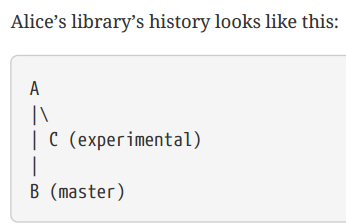 Alice’s library’s history looks like this:
A
|\
| C (experimental)
|
B (master)